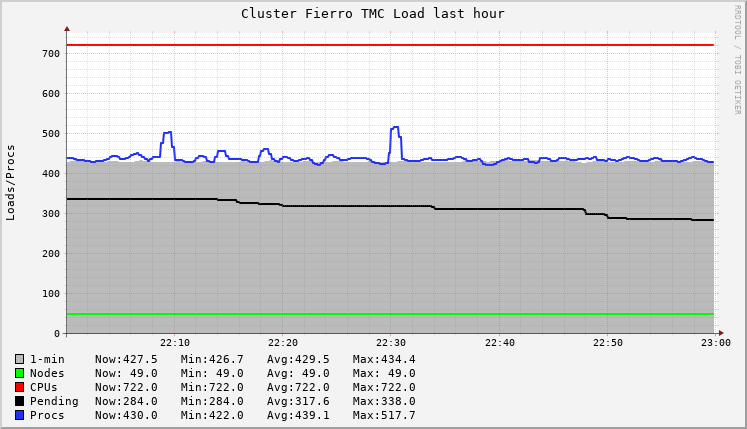 Cluster Fierro TMC Load last hour
RRDTOOL / TOBI OETIKER
Loads/Procs
700
600
500
400
300
200
100
0
22:10 22:20 22:30 22:40 22:50 23:00
1-min Now:427.5 Min:426.7 Avg:429.5 Max:434.4
Nodes Now: 49.0 Min: 49.0 Avg: 49.0 Max: 49.0
CPUs Now:722.0 Min:722.0 Avg:722.0 Max:722.0
Pending Now:284.0 Min:284.0 Avg:317.6 Max:338.0
Procs Now:430.0 Min:422.0 Avg:439.1 Max:517.7